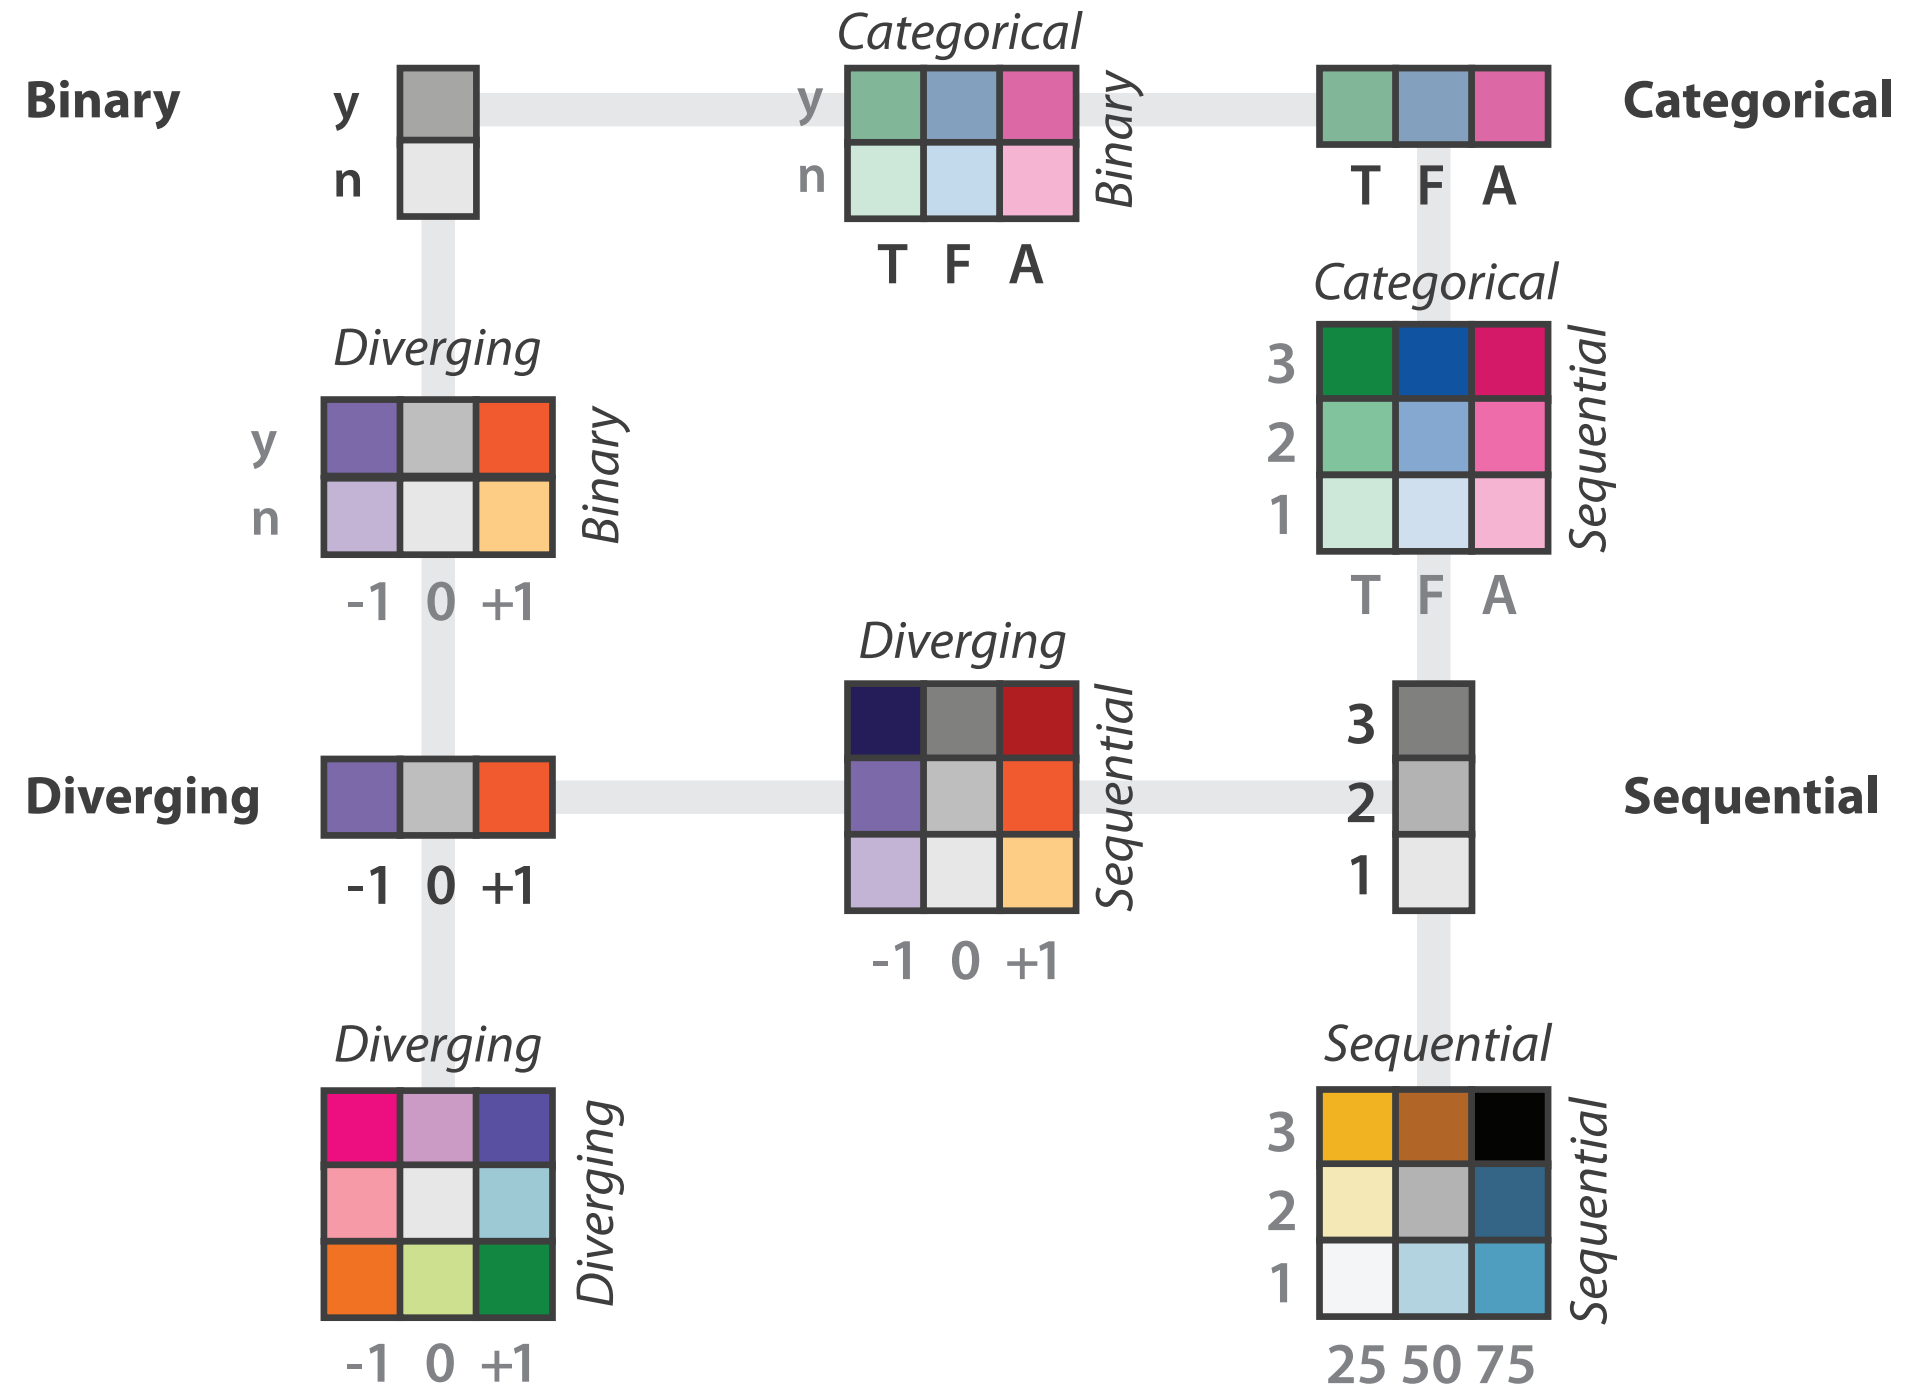 Categorical
Binary
y
n
y
n
Binary
T F A
Categorical
T F A
Diverging
y
n
Binary
-1 0 +1
Categorical
3
2
1
Sequential
T F A
Diverging
-1 0 +1
Diverging
Sequential
-1 0 +1
3
2
1
Sequential
Diverging
Diverging
-1 0 +1
Sequential
3
2
1
Sequential
25 50 75